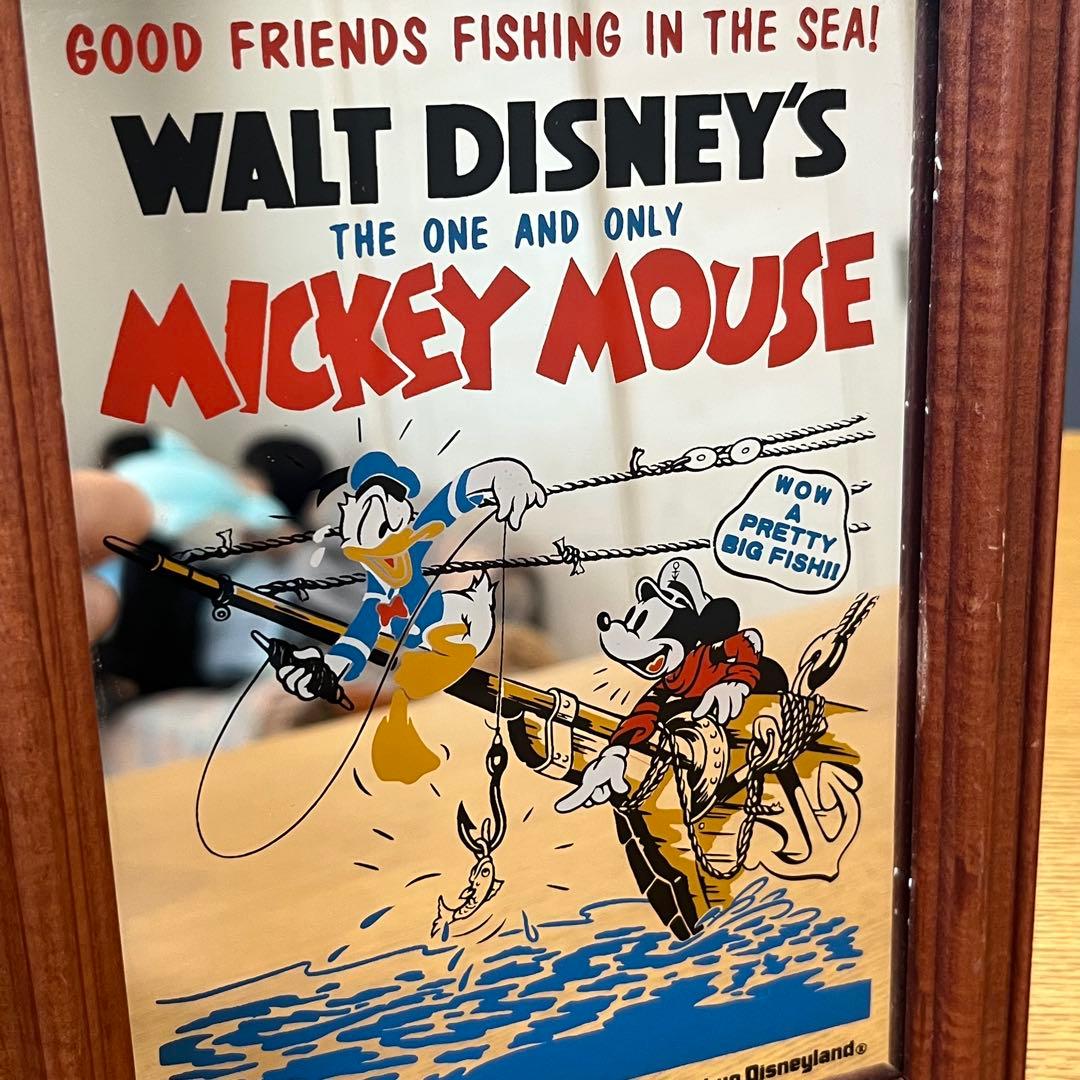 GOOD FRIENDS FISHING IN THE SEA!
WALT DISNEY'S
THE ONE AND ONLY
MICKEY MOUSE
WOW
A
PRETTY
BIG FISH!!
Disneyland®